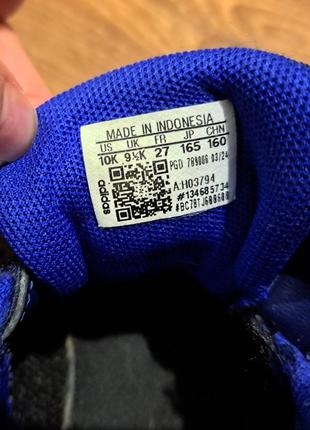 MADE IN INDONESIA
US UK FR JP CHN
10K 9½K 27 165 160
PGD 789006 03/24
A:H03794
#134685734
adidas